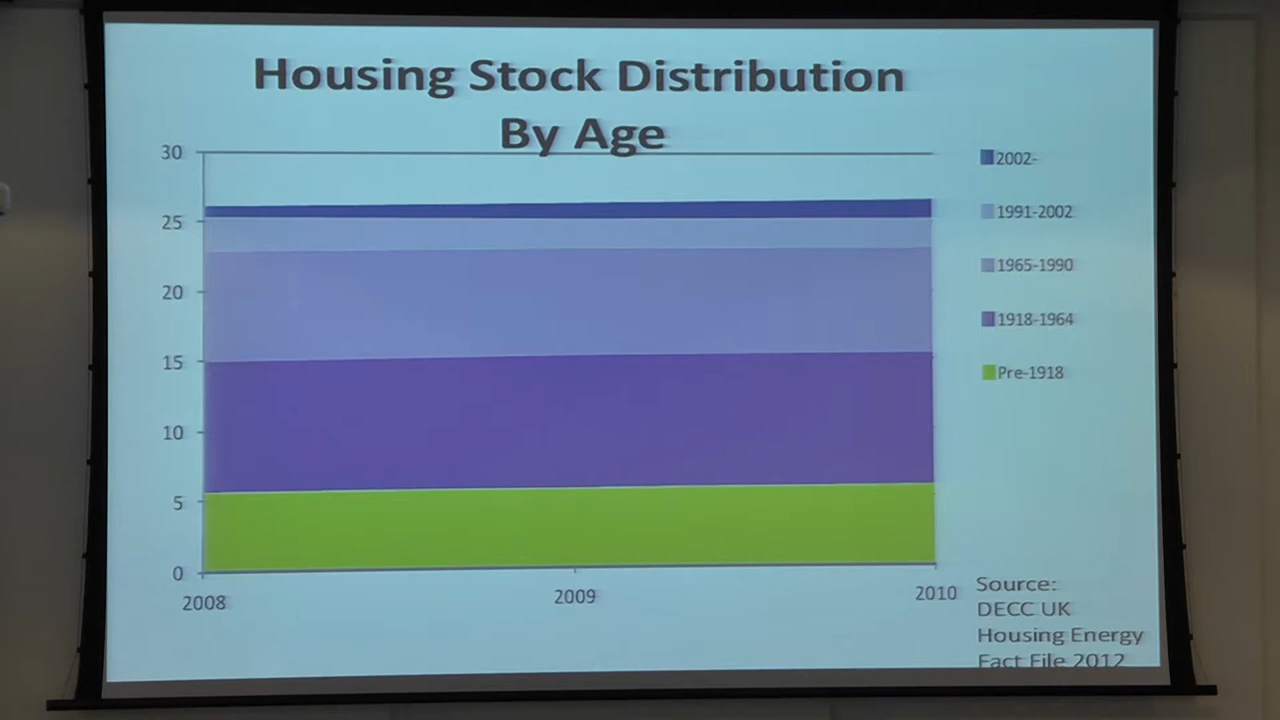 Housing Stock Distribution
By Age
30
25
20
15
10
5
0
2008
2009
2010
2002-
1991-2002
1965-1990
1918-1964
Pre-1918
Source:
DECC UK
Housing Energy
Fact File 2012